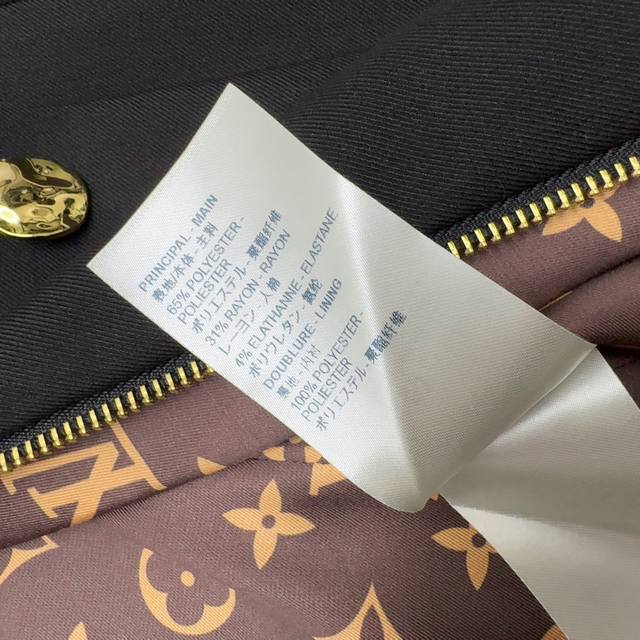 PRINCIPAL - MAIN
表地/本体 - 主料
65% POLYESTER -
POLIESTER
ポリエステル - 聚酯纤维
31% RAYON - RAYON
レーヨン - 人棉
4% ELATHANNE - ELASTANE
ポリウレタン - 氨纶
DOUBLURE - LINING
裏地 -
100% POLYESTER -
POLIESTER
ポリエステル - 聚酯纤维